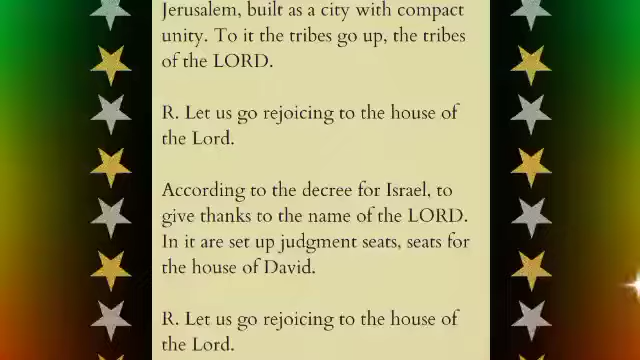 Jerusalem, built as a city with compact
unity. To it the tribes go up, the tribes
of the LORD.
R. Let us go rejoicing to the house of
the Lord.
According to the decree for Israel, to
give thanks to the name of the LORD.
In it are set up judgment seats, seats for
the house of David.
R. Let us go rejoicing to the house of
the Lord.